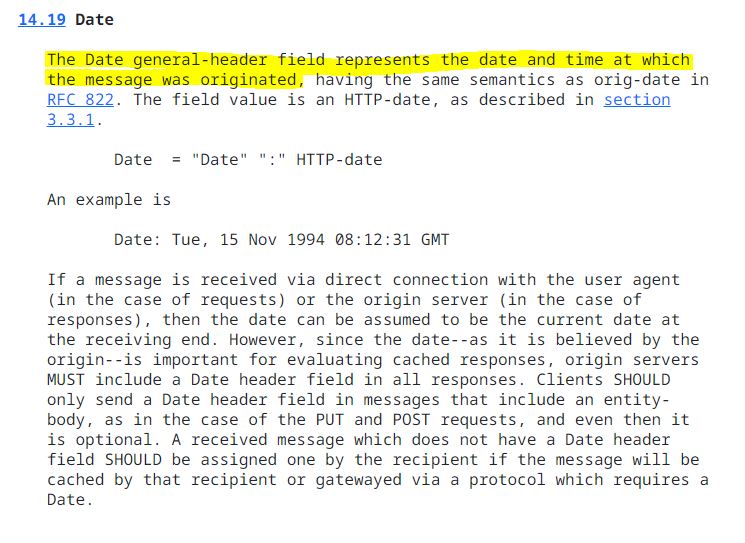 14.19 Date
The Date general-header field represents the date and time at which
the message was originated, having the same semantics as orig-date in
RFC 822. The field value is an HTTP-date, as described in section
3.3.1.
Date = "Date" ":" HTTP-date
An example is
Date: Tue, 15 Nov 1994 08:12:31 GMT
If a message is received via direct connection with the user agent
(in the case of requests) or the origin server (in the case of
responses), then the date can be assumed to be the current date at
the receiving end. However, since the date--as it is believed by the
origin--is important for evaluating cached responses, origin servers
MUST include a Date header field in all responses. Clients SHOULD
only send a Date header field in messages that include an entity-
body, as in the case of the PUT and POST requests, and even then it
is optional. A received message which does not have a Date header
field SHOULD be assigned one by the recipient if the message will be
cached by that recipient or gatewayed via a protocol which requires a
Date.